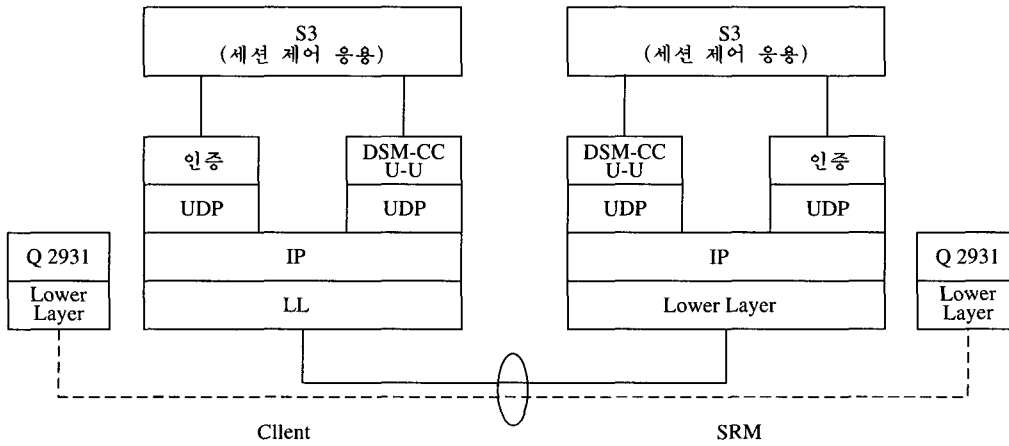 S3
(세션 제어 응용)
S3
(세션 제어 응용)
인증
DSM-CC
U-U
DSM-CC
U-U
인증
UDP
UDP
UDP
UDP
Q 2931
IP
IP
Q 2931
Lower
Layer
LL
Lower Layer
Lower
Layer
Cllent
SRM